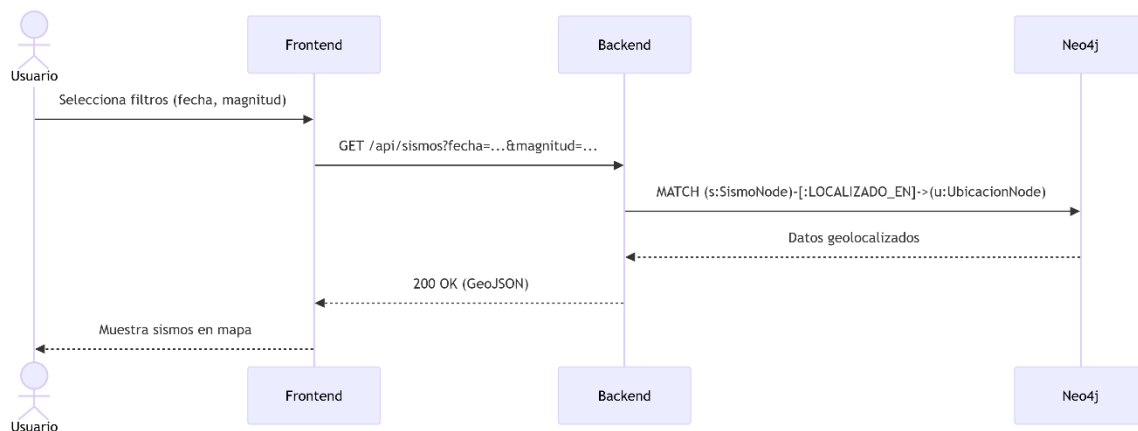 Usuario
Frontend
Backend
Neo4j
Selecciona filtros (fecha, magnitud)
GET /api/sismos?fecha=...&magnitud=...
MATCH (s:SismoNode)-[:LOCALIZADO_EN]->(u:UbicacionNode)
Datos geolocalizados
200 OK (GeoJSON)
Muestra sismos en mapa
Usuario
Frontend
Backend
Neo4j